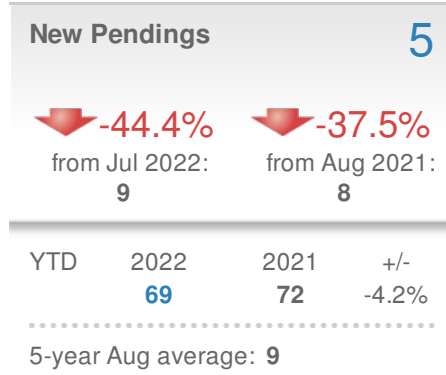 New Pendings 5
-44.4% -37.5%
from Jul 2022: from Aug 2021:
9 8
YTD 2022 2021 +/-
69 72 -4.2%
5-year Aug average: 9